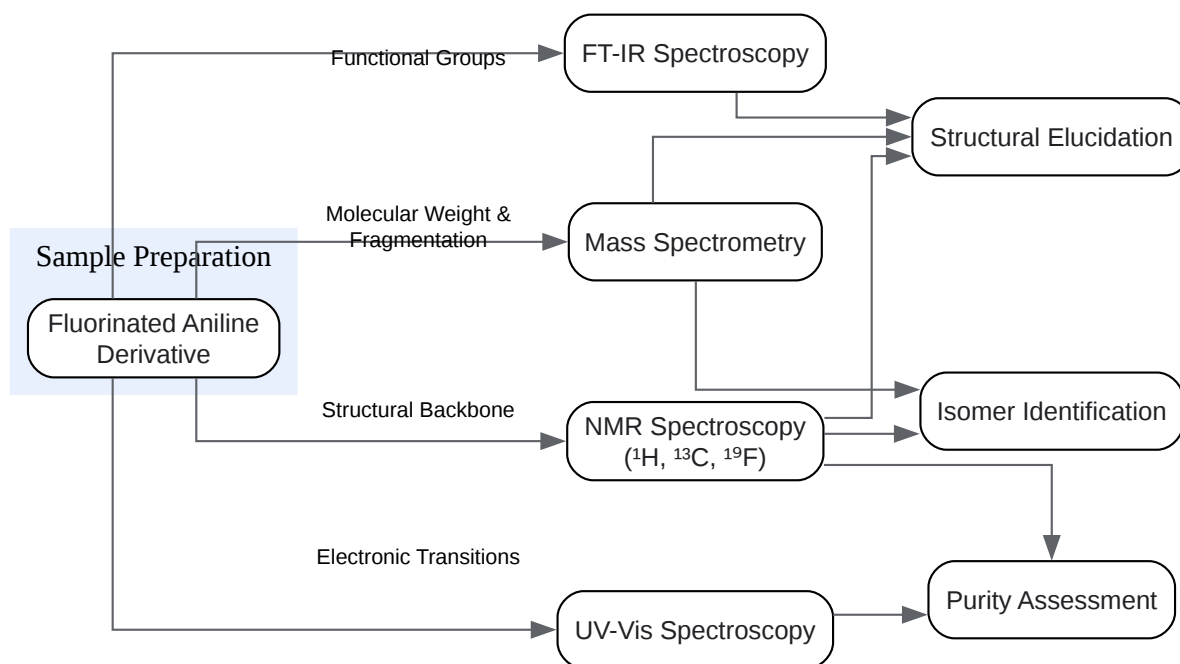 FT-IR Spectroscopy
Functional Groups
Structural Elucidation
Molecular Weight &
Fragmentation
Mass Spectrometry
Sample Preparation
Fluorinated Aniline
Derivative
Structural Backbone
NMR Spectroscopy
(¹H, ¹³C, ¹⁹F)
Isomer Identification
Electronic Transitions
Purity Assessment
UV-Vis Spectroscopy